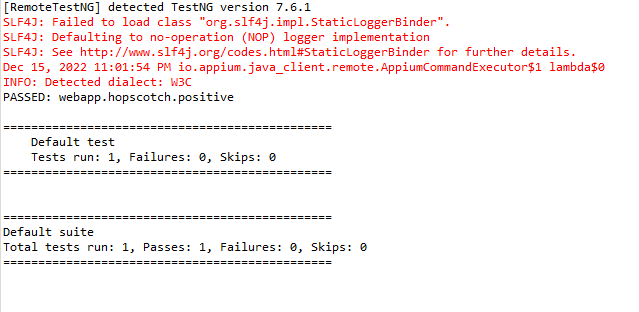 [RemoteTestNG] detected TestNG version 7.6.1
SLF4J: Failed to load class "org.slf4j.impl.StaticLoggerBinder".
SLF4J: Defaulting to no-operation (NOP) logger implementation
SLF4J: See http://www.slf4j.org/codes.html#StaticLoggerBinder for further details.
Dec 15, 2022 11:01:54 PM io.appium.java_client.remote.AppiumCommandExecutor$1 lambda$0
INFO: Detected dialect: W3C
PASSED: webapp.hopscotch.positive
===============================================
Default test
Tests run: 1, Failures: 0, Skips: 0
===============================================
===============================================
Default suite
Total tests run: 1, Passes: 1, Failures: 0, Skips: 0
===============================================